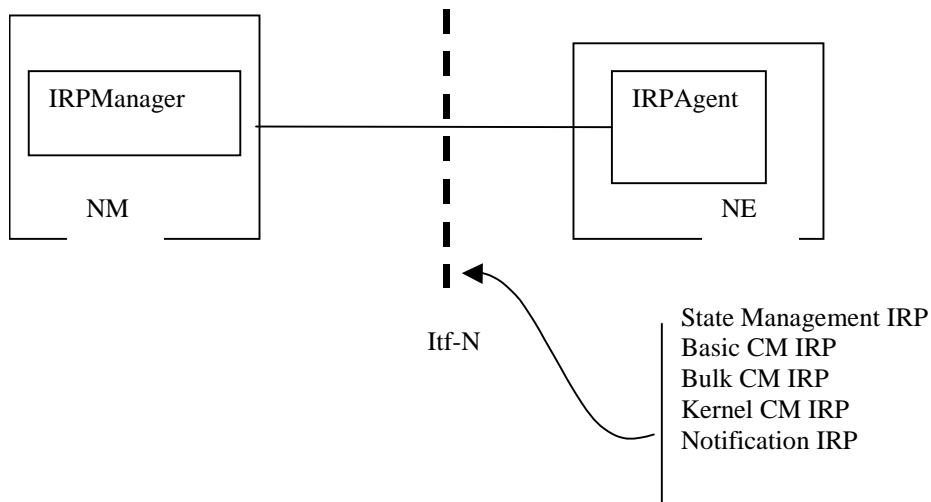 IRPManager
IRPAgent
NM
NE
Itf-N
State Management IRP
Basic CM IRP
Bulk CM IRP
Kernel CM IRP
Notification IRP